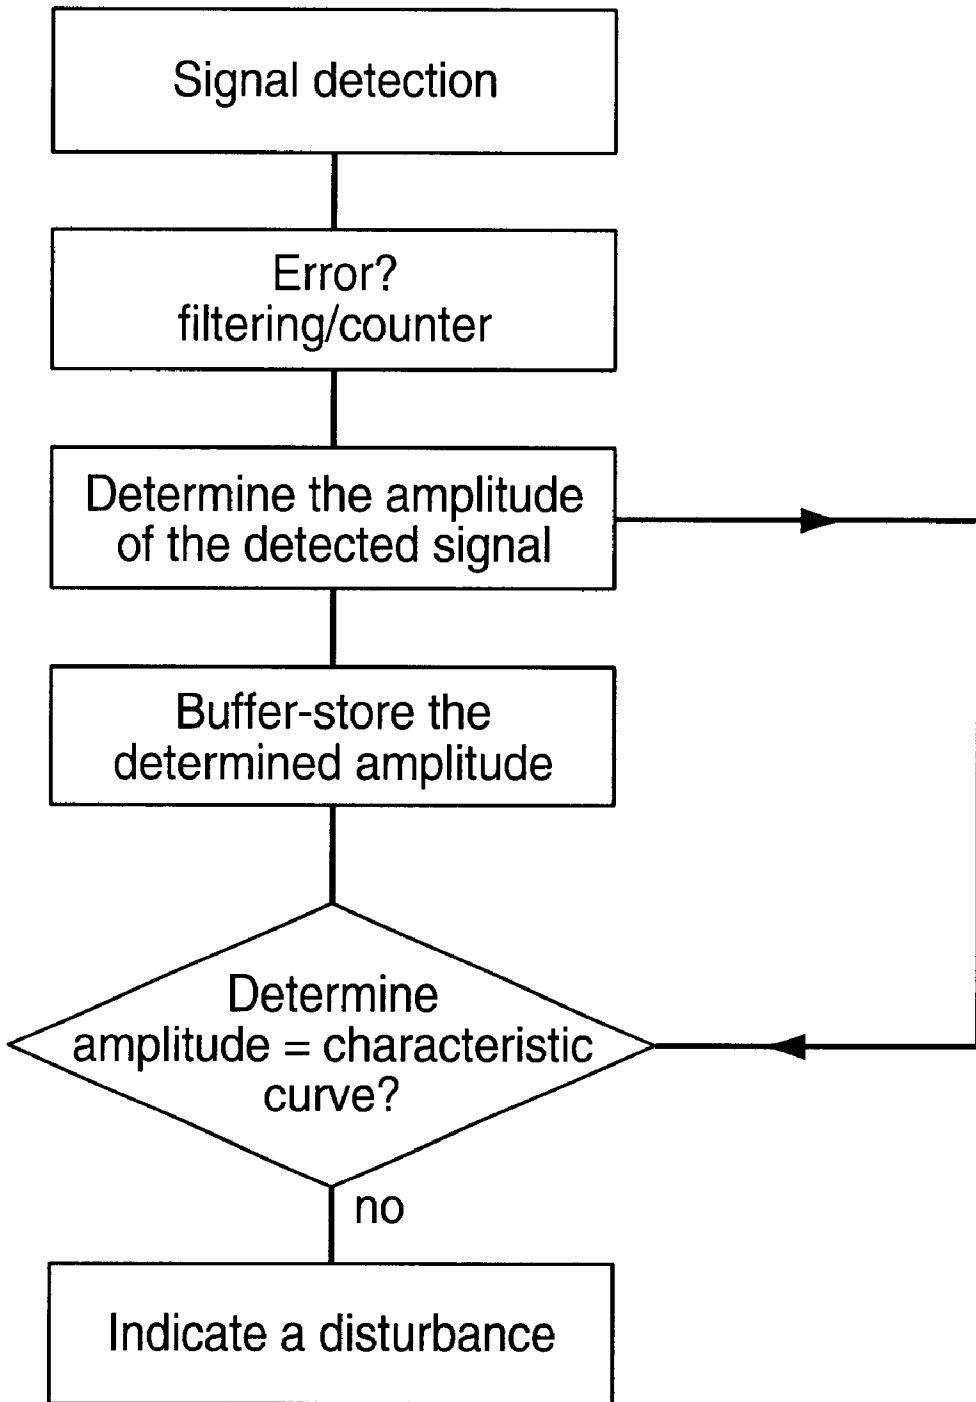 Signal detection
Error?
filtering/counter
Determine the amplitude
of the detected signal
Buffer-store the
determined amplitude
Determine
amplitude = characteristic
curve?
no
Indicate a disturbance